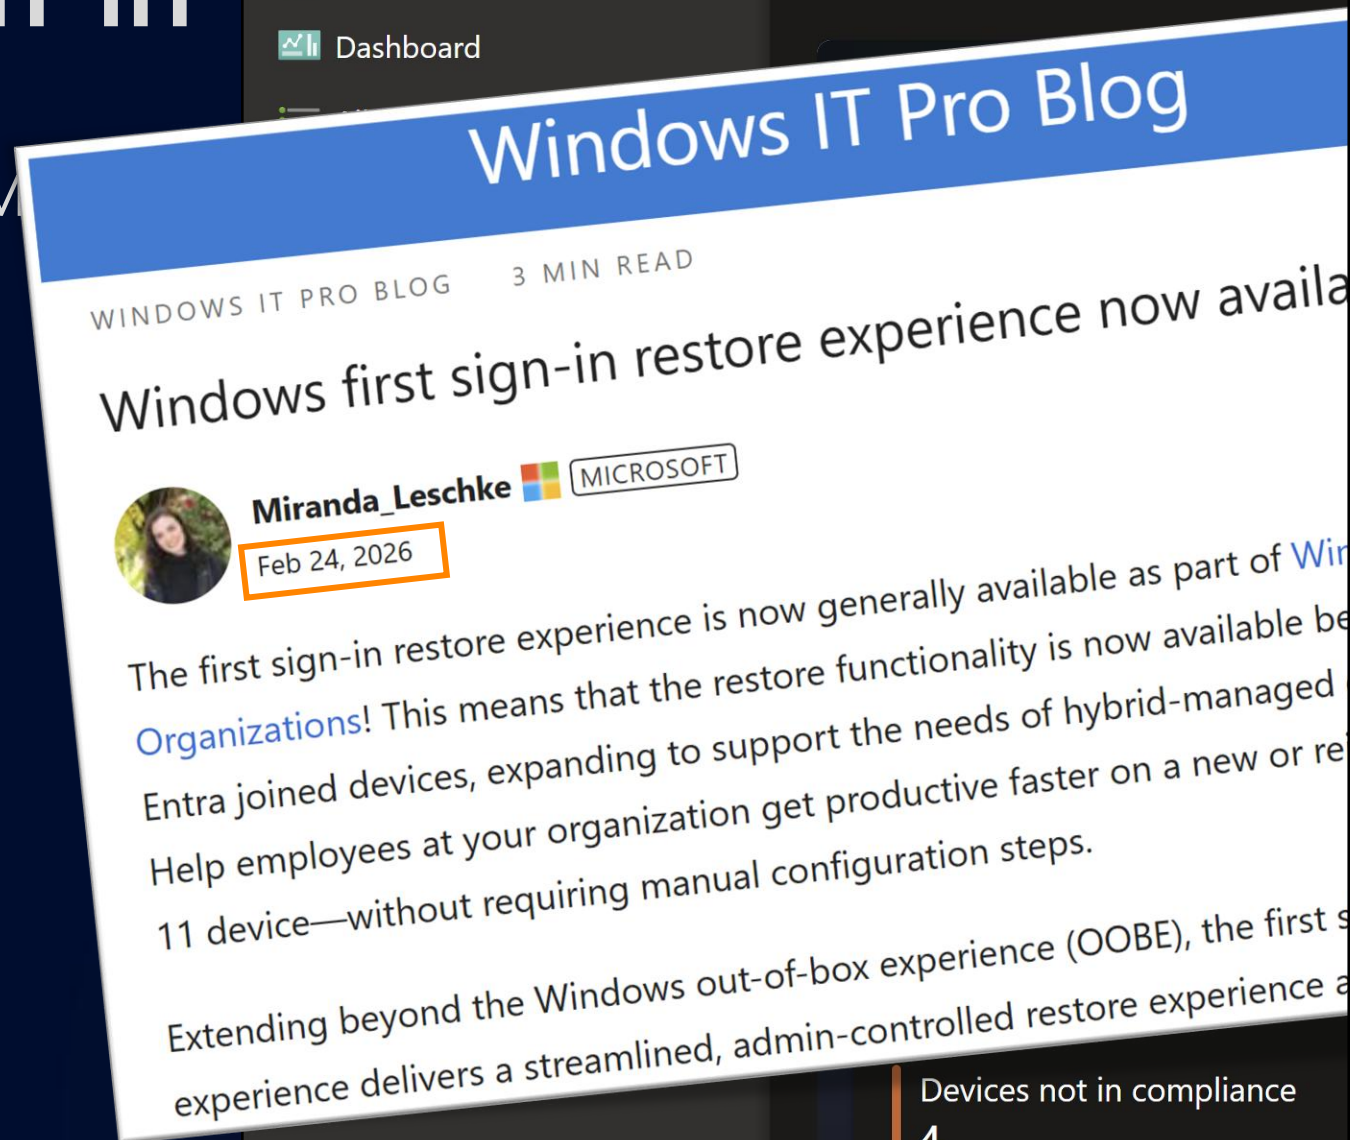 Dashboard
Windows IT Pro Blog
WINDOWS IT PRO BLOG 3 MIN READ
Windows first sign-in restore experience now
Miranda_Leschke MICROSOFT
Feb 24, 2026
The first sign-in restore experience is now generally available as part of
Organizations! This means that the restore functionality is now available
Entra joined devices, expanding to support the needs of hybrid-managed
Help employees at your organization get productive faster on a new or
11 device—without requiring manual configuration steps.
Extending beyond the Windows out-of-box experience (OOBE), the first
experience delivers a streamlined, admin-controlled restore experience
Devices not in compliance